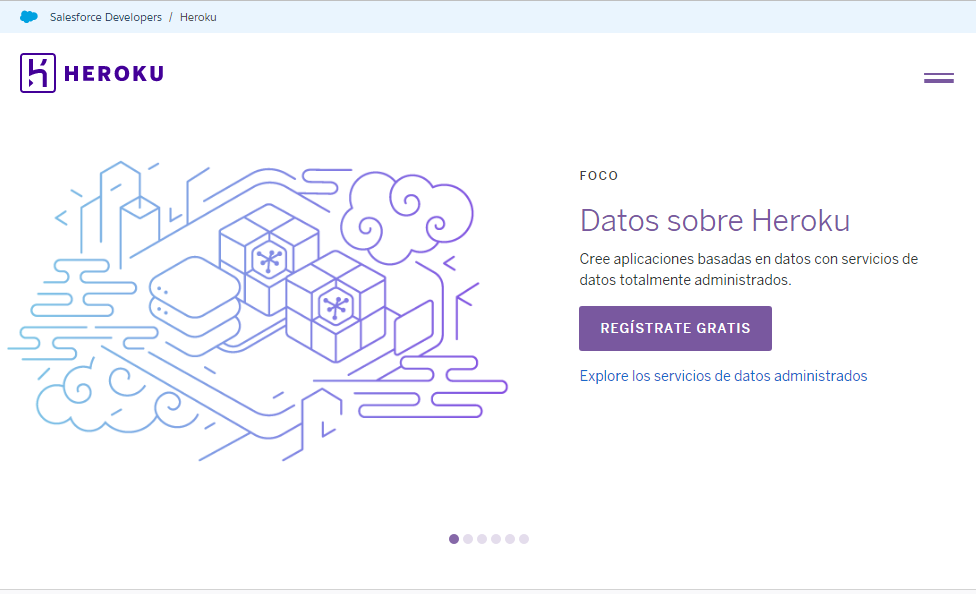 Salesforce Developers / Heroku
HEROKU
FOCO
Datos sobre Heroku
Cree aplicaciones basadas en datos con servicios de
datos totalmente administrados.
REGÍSTRATE GRATIS
Explore los servicios de datos administrados